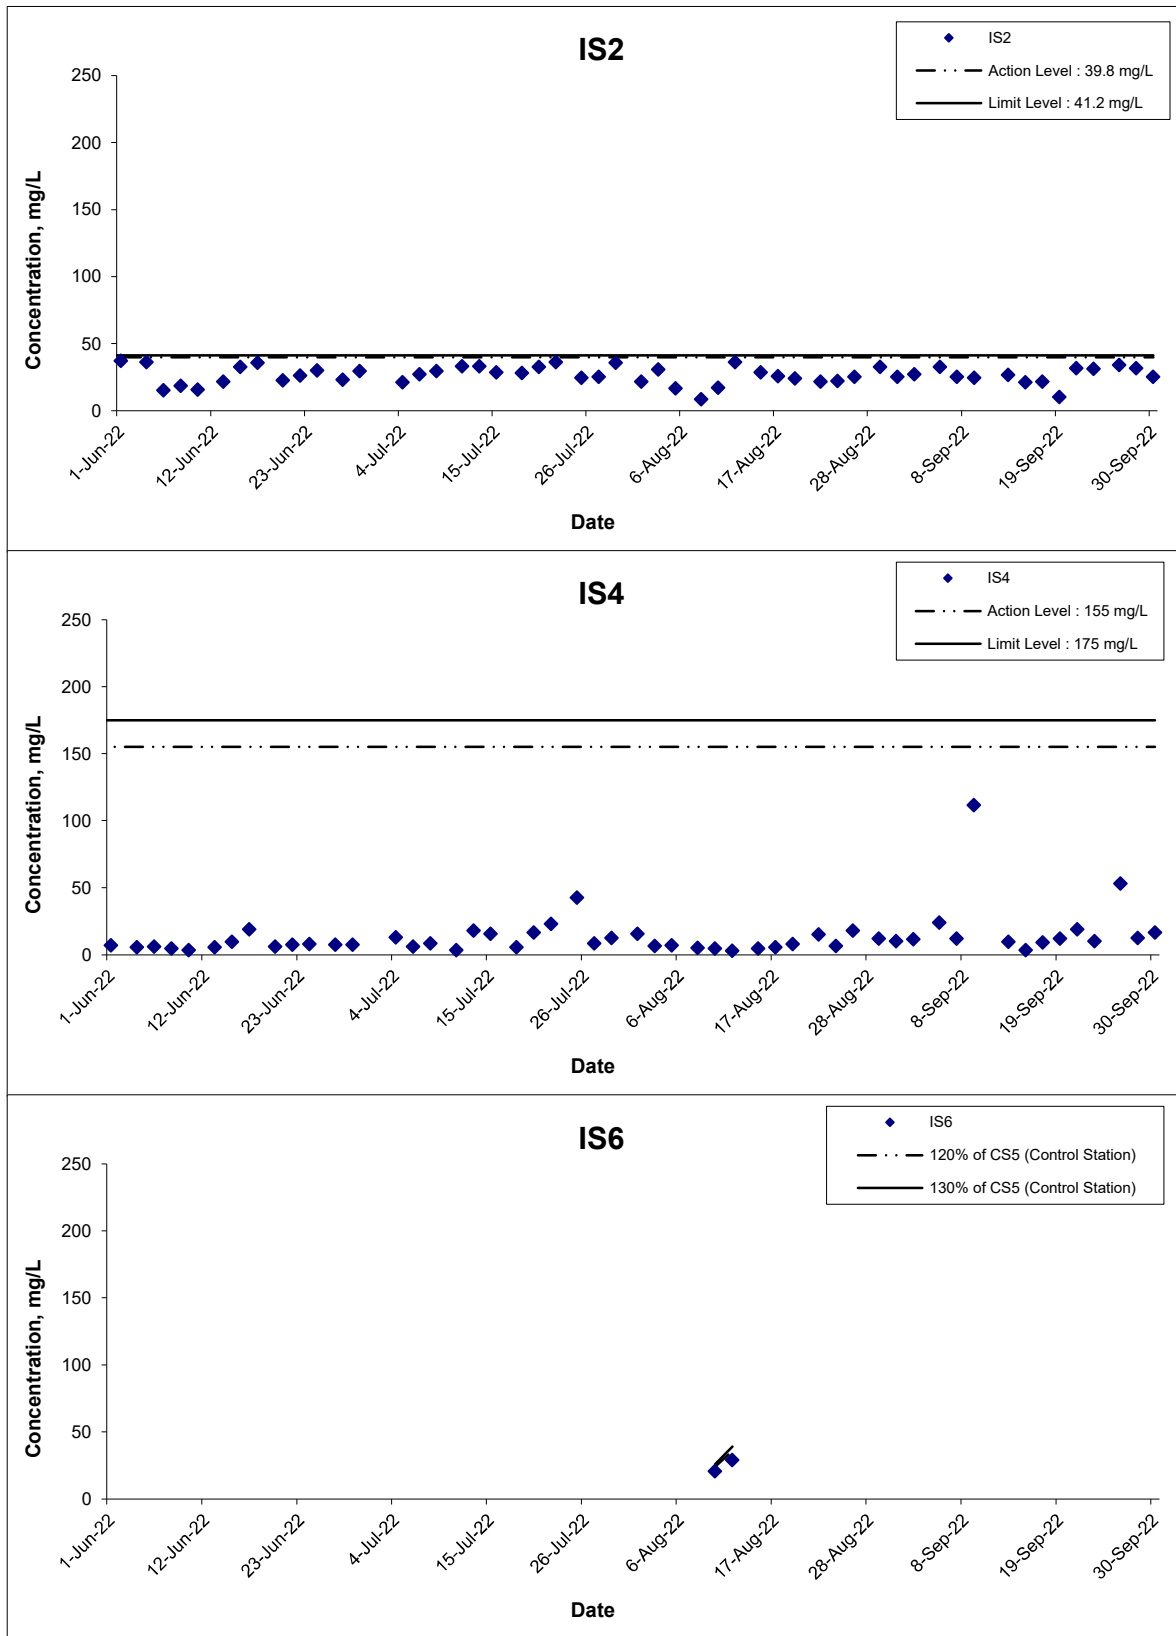 IS2
IS2
Action Level : 39.8 mg/L
Limit Level : 41.2 mg/L
250
200
150
100
50
0
Concentration, mg/L
1-Jun-22
12-Jun-22
23-Jun-22
4-Jul-22
15-Jul-22
26-Jul-22
6-Aug-22
17-Aug-22
28-Aug-22
8-Sep-22
19-Sep-22
30-Sep-22
Date
IS4
IS4
Action Level : 155 mg/L
Limit Level : 175 mg/L
250
200
150
100
50
0
Concentration, mg/L
1-Jun-22
12-Jun-22
23-Jun-22
4-Jul-22
15-Jul-22
26-Jul-22
6-Aug-22
17-Aug-22
28-Aug-22
8-Sep-22
19-Sep-22
30-Sep-22
Date
IS6
IS6
120% of CS5 (Control Station)
130% of CS5 (Control Station)
250
200
150
100
50
0
Concentration, mg/L
1-Jun-22
12-Jun-22
23-Jun-22
4-Jul-22
15-Jul-22
26-Jul-22
6-Aug-22
17-Aug-22
28-Aug-22
8-Sep-22
19-Sep-22
30-Sep-22
Date